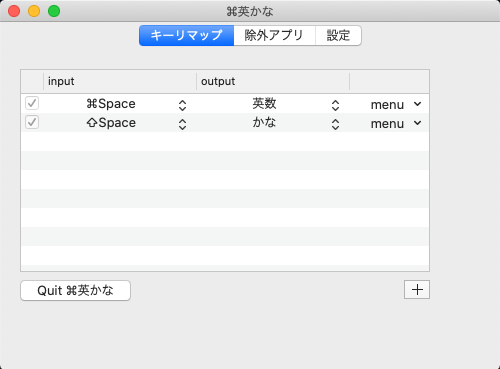 ⌘英かな
キーリマップ 除外アプリ 設定
input output
⌘Space 英数 menu
⇧Space かな menu
Quit ⌘英かな